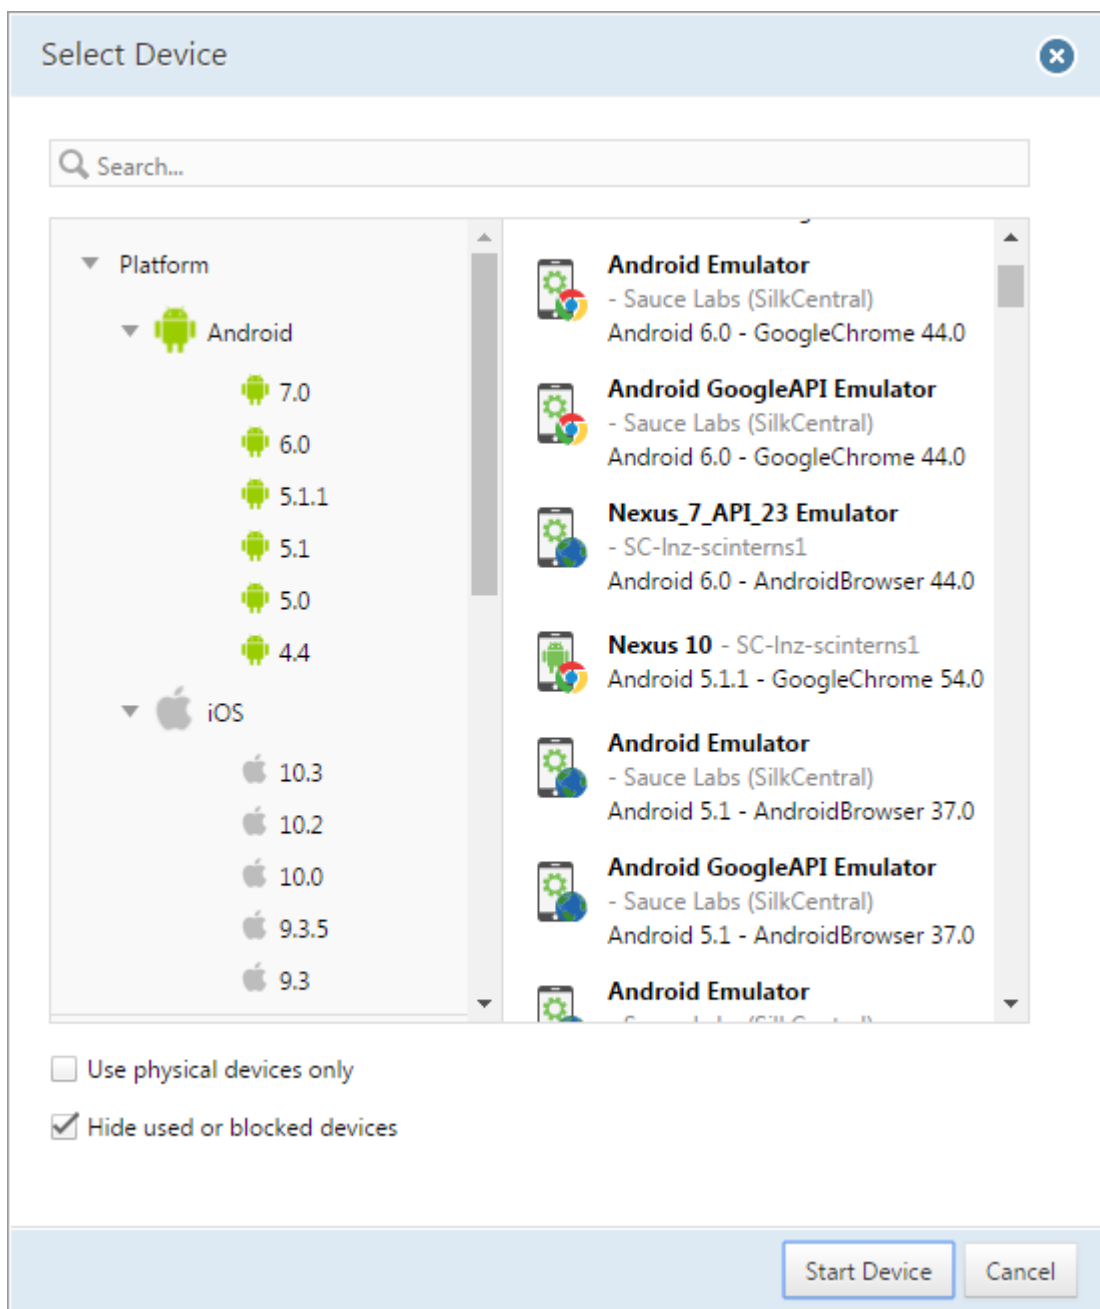 Select Device
Search...
Platform
Android
7.0
6.0
5.1.1
5.1
5.0
4.4
iOS
10.3
10.2
10.0
9.3.5
9.3
Android Emulator
- Sauce Labs (SilkCentral)
Android 6.0 - GoogleChrome 44.0
Android GoogleAPI Emulator
- Sauce Labs (SilkCentral)
Android 6.0 - GoogleChrome 44.0
Nexus_7_API_23 Emulator
- SC-lnz-scinterns1
Android 6.0 - AndroidBrowser 44.0
Nexus 10 - SC-lnz-scinterns1
Android 5.1.1 - GoogleChrome 54.0
Android Emulator
- Sauce Labs (SilkCentral)
Android 5.1 - AndroidBrowser 37.0
Android GoogleAPI Emulator
- Sauce Labs (SilkCentral)
Android 5.1 - AndroidBrowser 37.0
Android Emulator
Use physical devices only
Hide used or blocked devices
Start Device
Cancel